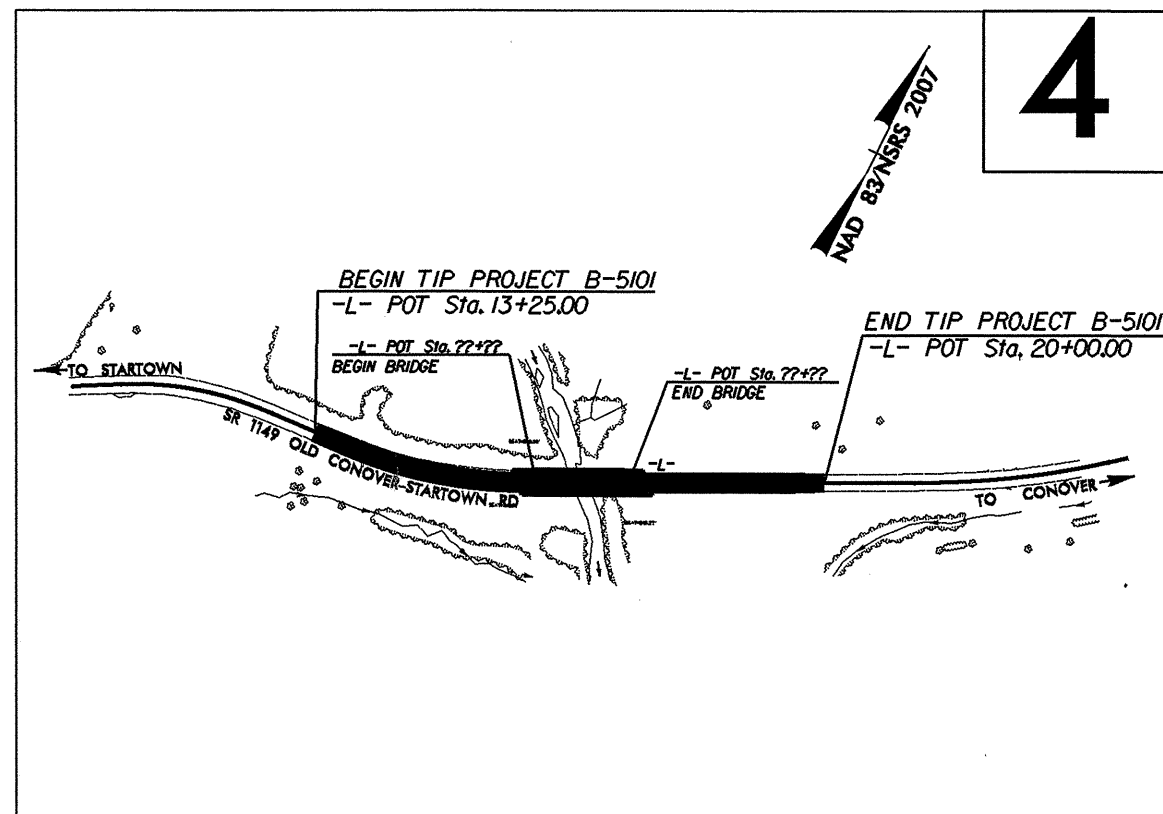 4
NAD 83/NSRS 2007
BEGIN TIP PROJECT B-5101
-L- POT Sta. 13+25.00
-L- POT Sta. ??+??
BEGIN BRIDGE
END TIP PROJECT B-5101
-L- POT Sta. 20+00.00
-L- POT Sta. ??+??
END BRIDGE
TO STARTOWN
SR 1149 OLD CONOVER-STARTOWN RD
-L-
TO CONOVER